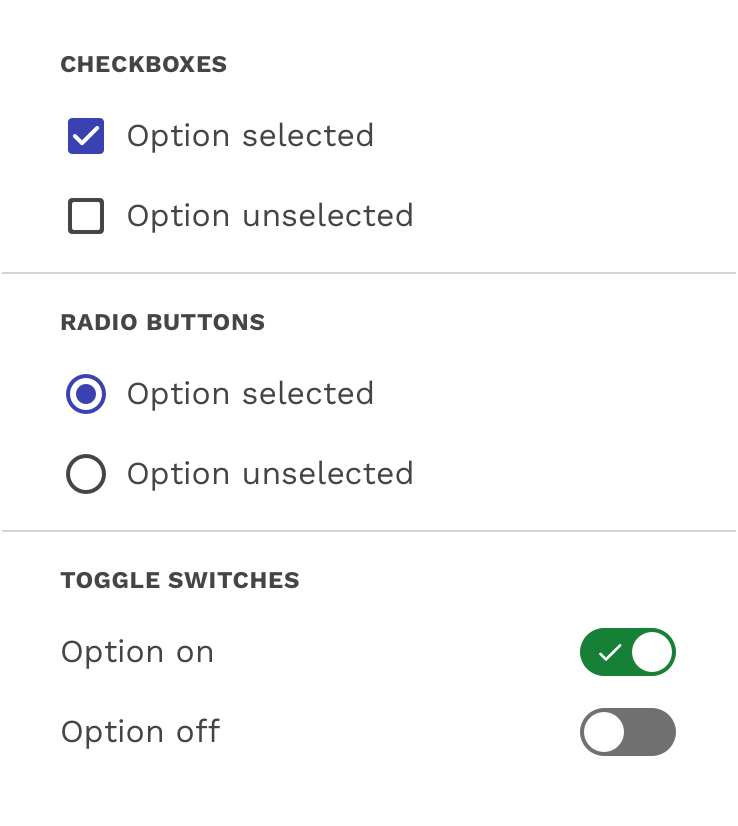 CHECKBOXES
Option selected
Option unselected
RADIO BUTTONS
Option selected
Option unselected
TOGGLE SWITCHES
Option on
Option off